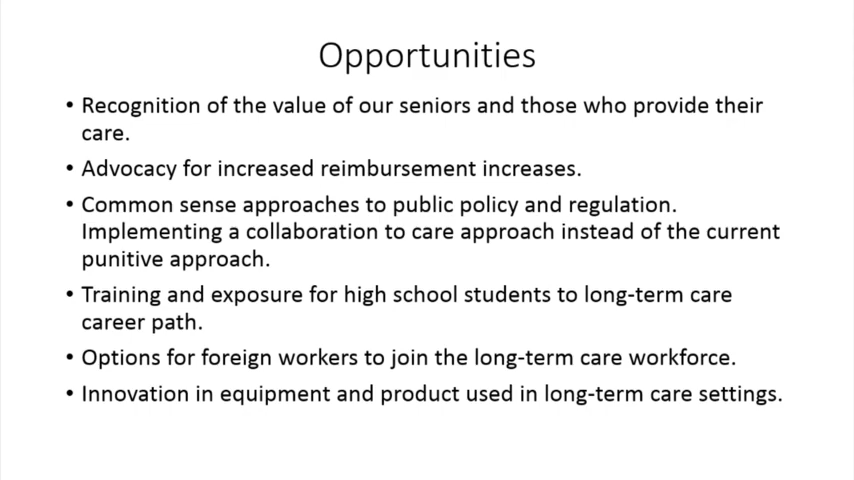 Opportunities
• Recognition of the value of our seniors and those who provide their
care.
• Advocacy for increased reimbursement increases.
• Common sense approaches to public policy and regulation.
Implementing a collaboration to care approach instead of the current
punitive approach.
• Training and exposure for high school students to long-term care
career path.
• Options for foreign workers to join the long-term care workforce.
• Innovation in equipment and product used in long-term care settings.